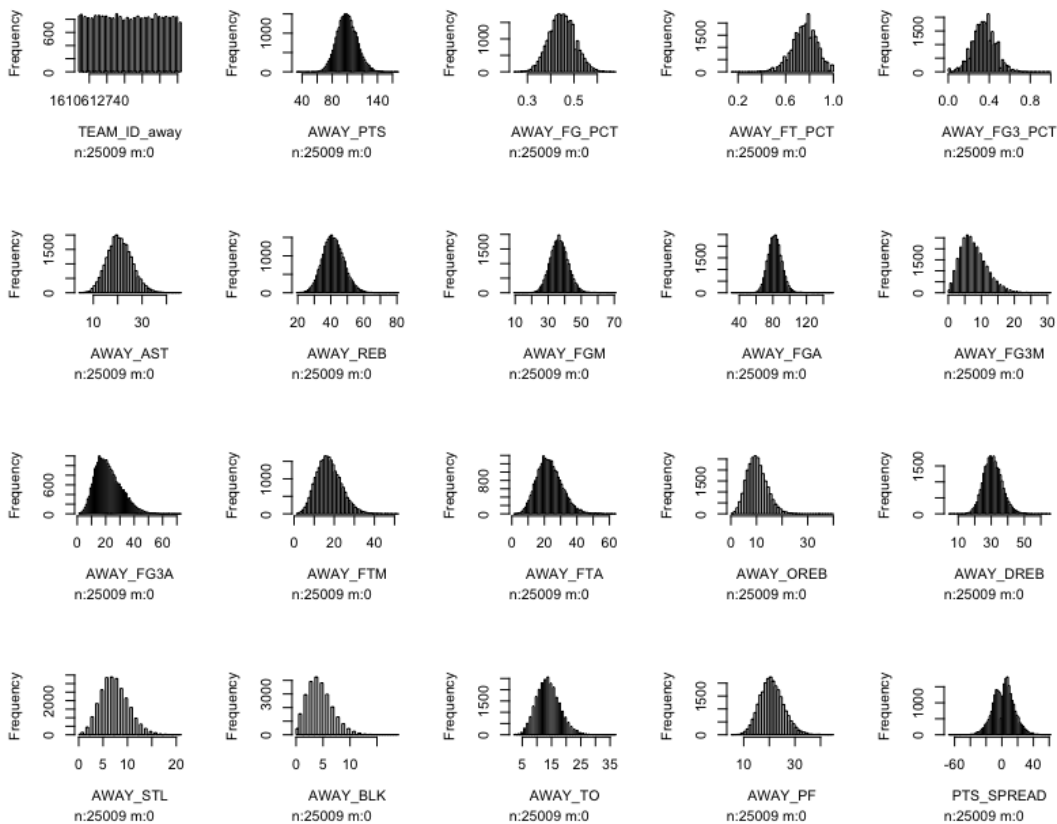 Frequency
0 600
1610612740
TEAM_ID_away
n:25009 m:0
Frequency
0 1000
40 80 140
AWAY_PTS
n:25009 m:0
Frequency
0 1000
0.3 0.5
AWAY_FG_PCT
n:25009 m:0
Frequency
0 1500
0.2 0.6 1.0
AWAY_FT_PCT
n:25009 m:0
Frequency
0 1500
0.0 0.4 0.8
AWAY_FG3_PCT
n:25009 m:0
Frequency
0 1500
10 30
AWAY_AST
n:25009 m:0
Frequency
0 1000
20 40 60 80
AWAY_REB
n:25009 m:0
Frequency
0 1500
10 30 50 70
AWAY_FGM
n:25009 m:0
Frequency
0 1500
40 80 120
AWAY_FGA
n:25009 m:0
Frequency
0 1500
0 10 20 30
AWAY_FG3M
n:25009 m:0
Frequency
0 600
0 20 40 60
AWAY_FG3A
n:25009 m:0
Frequency
0 1000
0 20 40
AWAY_FTM
n:25009 m:0
Frequency
0 800
0 20 40 60
AWAY_FTA
n:25009 m:0
Frequency
0 1500
0 10 30
AWAY_OREB
n:25009 m:0
Frequency
0 1500
10 30 50
AWAY_DREB
n:25009 m:0
Frequency
0 2000
0 5 10 20
AWAY_STL
n:25009 m:0
Frequency
0 3000
0 5 10
AWAY_BLK
n:25009 m:0
Frequency
0 1500
5 15 25 35
AWAY_TO
n:25009 m:0
Frequency
0 1500
10 30
AWAY_PF
n:25009 m:0
Frequency
0 1000
-60 0 40
PTS_SPREAD
n:25009 m:0